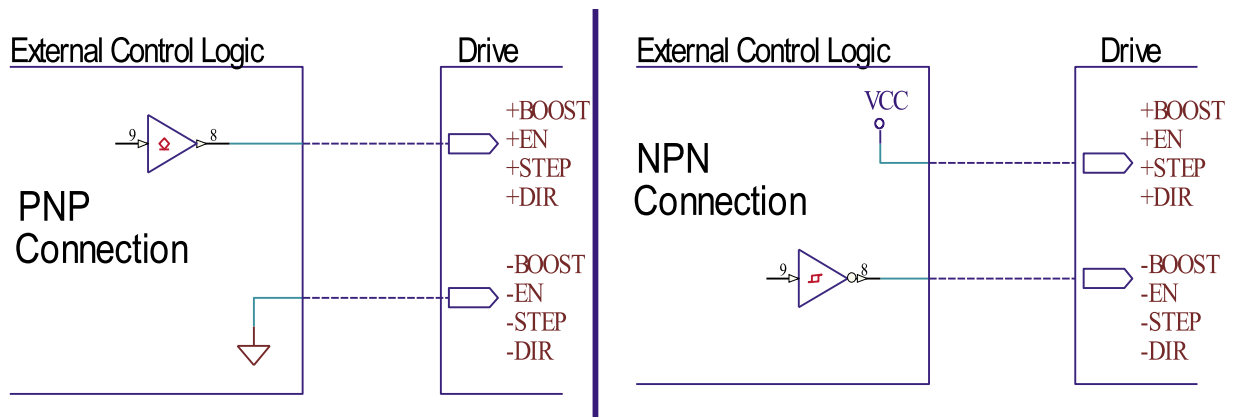 External Control Logic
Drive
+BOOST
9
8
+EN
+STEP
+DIR
PNP
Connection
-BOOST
-EN
-STEP
-DIR
External Control Logic
Drive
VCC
+BOOST
+EN
NPN
+STEP
Connection
+DIR
9
8
-BOOST
-EN
-STEP
-DIR